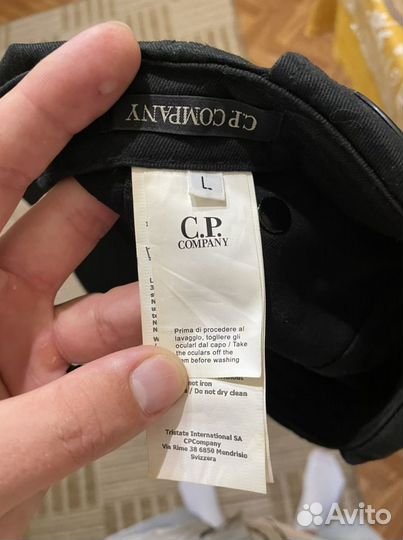 C.P.COMPANY
L
C.P.
COMPANY
Prima di procedere al
lavaggio, togliere gli
oculari dal capo / Take
the oculars off the
before washing
not iron
/ Do not dry clean
Tristate International SA
CPCompany
Via Rime 38 6850 Mendrisio
Svizzera
Avito